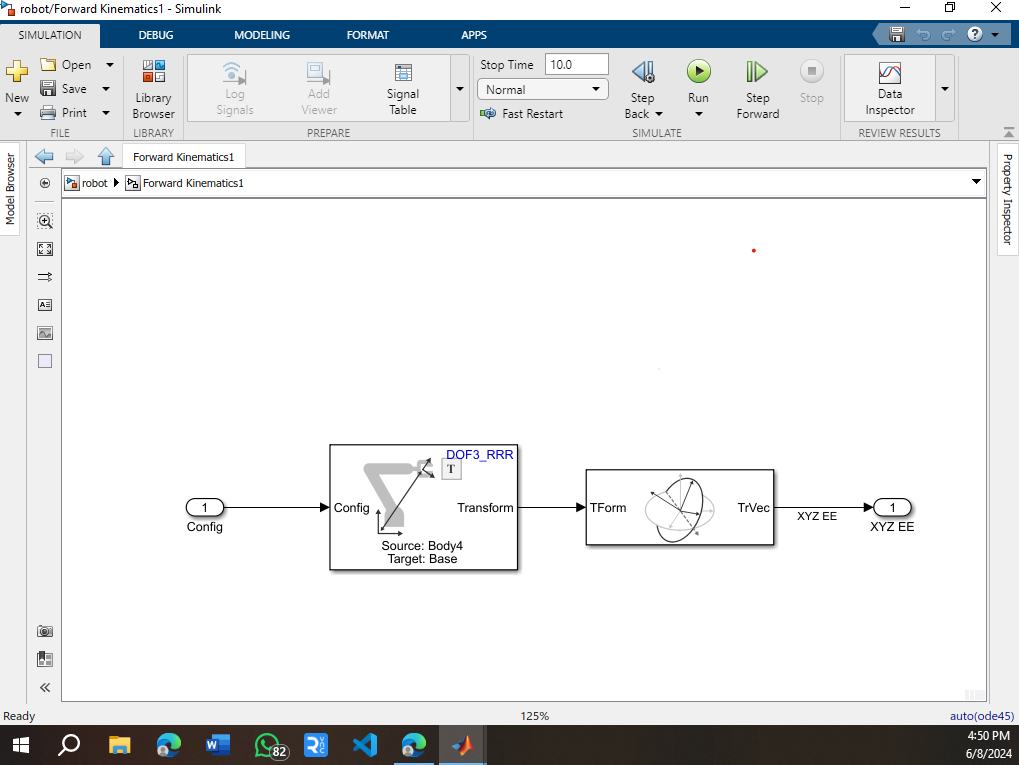 robot/Forward Kinematics1 - Simulink
SIMULATION DEBUG MODELING FORMAT APPS
New
Open
Save
Print
FILE
Library
Browser
LIBRARY
Log
Signals
Add
Viewer
Signal
Table
PREPARE
Stop Time 10.0
Normal
Fast Restart
Step
Back
Run
Step
Forward
Stop
SIMULATE
Data
Inspector
REVIEW RESULTS
Model Browser
Forward Kinematics1
robot Forward Kinematics1
Property Inspector
1
Config
DOF3_RRR
T
Config Transform
Source: Body4
Target: Base
TForm TrVec
XYZ EE
1
XYZ EE
Ready 125% auto(ode45)
82
4:50 PM
6/8/2024